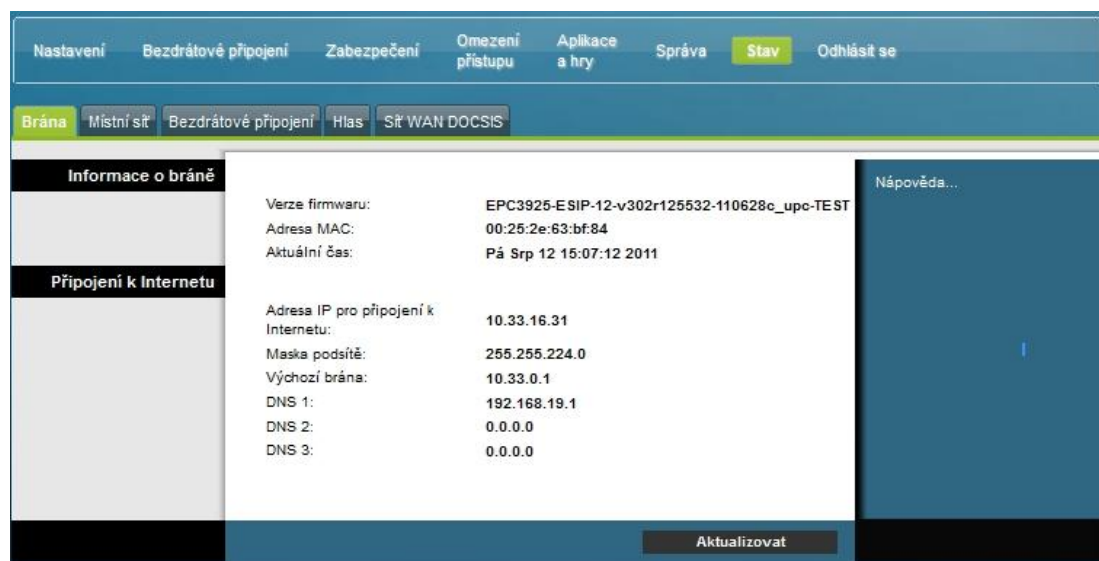 Nastavení Bezdrátové připojení Zabezpečení Omezení přístupu Aplikace a hry Správa Stav Odhlásit se
Brána Místní síť Bezdrátové připojení Hlas Síť WAN DOCSIS
Informace o bráně
Nápověda...
Verze firmwaru: EPC3925-ESIP-12-v302r125532-110628c_upc-TEST
Adresa MAC: 00:25:2e:63:bf:84
Aktuální čas: Pá Srp 12 15:07:12 2011
Připojení k Internetu
Adresa IP pro připojení k
Internetu: 10.33.16.31
Maska podsítě: 255.255.224.0
Výchozí brána: 10.33.0.1
DNS 1: 192.168.19.1
DNS 2: 0.0.0.0
DNS 3: 0.0.0.0
Aktualizovat